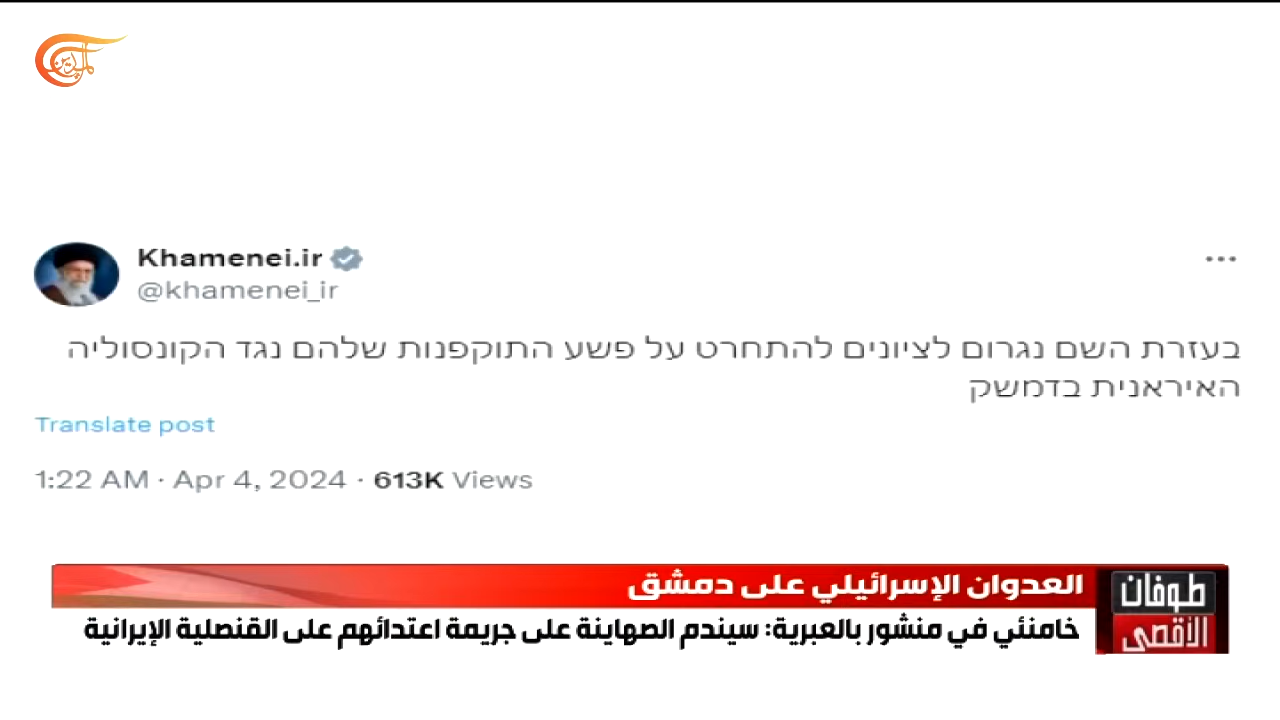 الميادين
Khamenei.ir
@khamenei_ir
בעזרת השם נגרום לציונים להתחרט על פשע התוקפנות שלהם נגד הקונסוליה
האיראנית בדמשק
Translate post
1:22 AM · Apr 4, 2024 · 613K Views
العدوان الإسرائيلي على دمشق
طوفان
الأقصى
خامنئي في منشور بالعبرية: سيندم الصهاينة على جريمة اعتدائهم على القنصلية الإيرانية